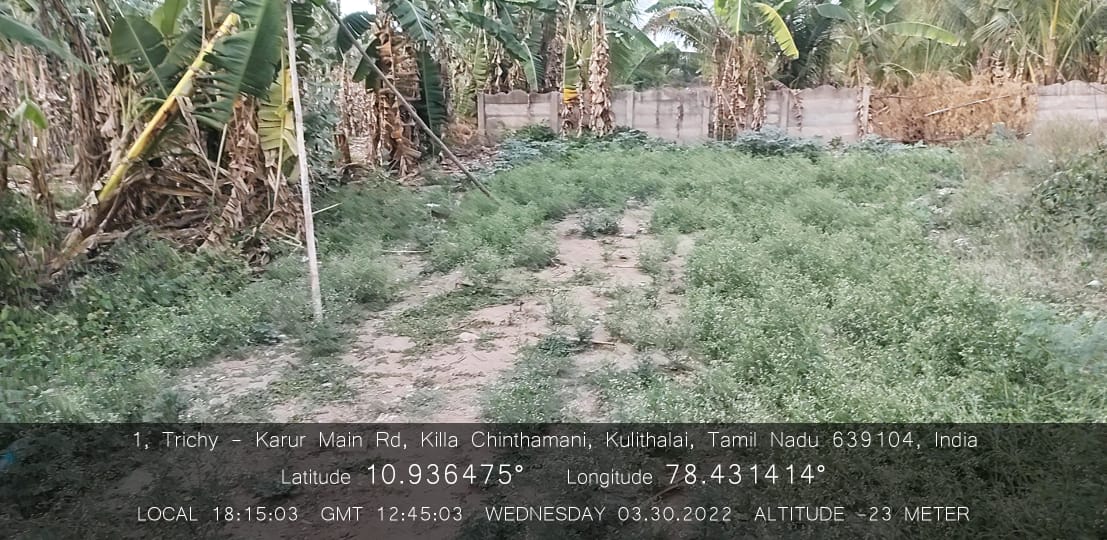 1, Trichy - Karur Main Rd, Killa Chinthamani, Kulithalai, Tamil Nadu 639104, India
Latitude 10.936475° Longitude 78.431414°
LOCAL 18:15:03 GMT 12:45:03 WEDNESDAY 03.30.2022 ALTITUDE -23 METER